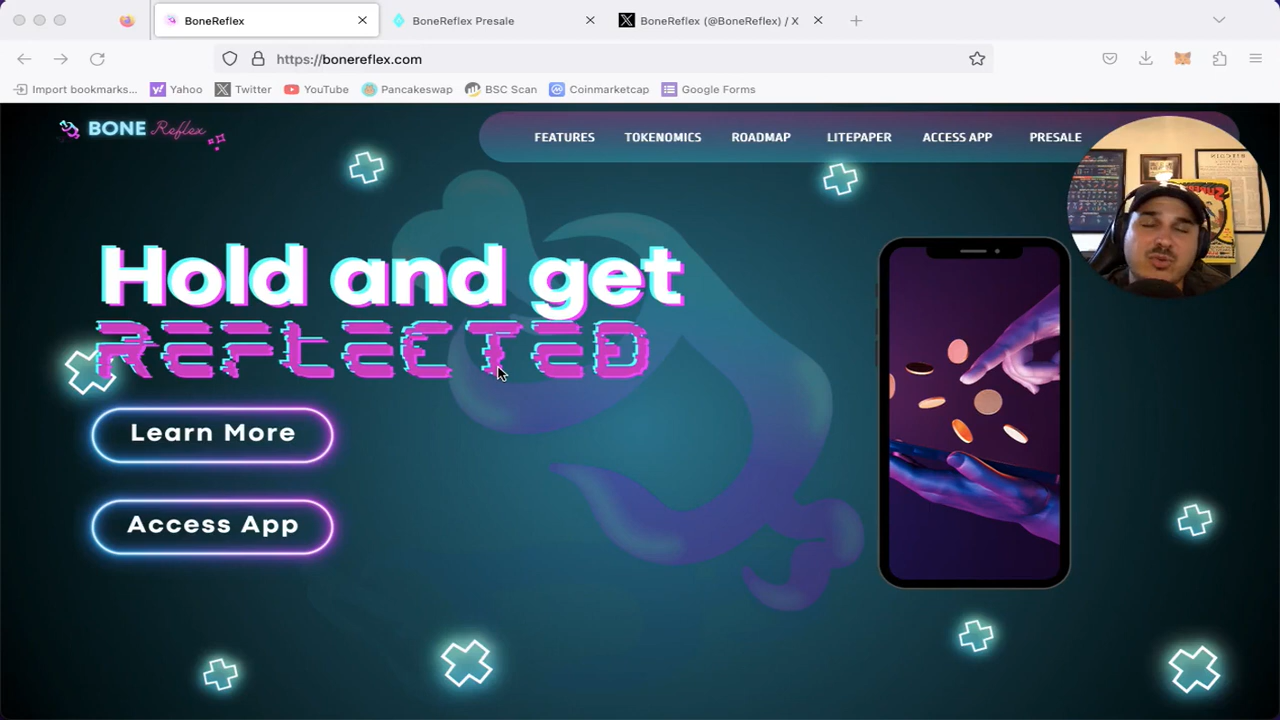 BoneReflex
BoneReflex Presale
BoneReflex (@BoneReflex) / X
https://bonereflex.com
Import bookmarks...
Yahoo
Twitter
YouTube
Pancakeswap
BSC Scan
Coinmarketcap
Google Forms
BONE Reflex
FEATURES
TOKENOMICS
ROADMAP
LITEPAPER
ACCESS APP
PRESALE
Hold and get
REFLECTED
Learn More
Access App